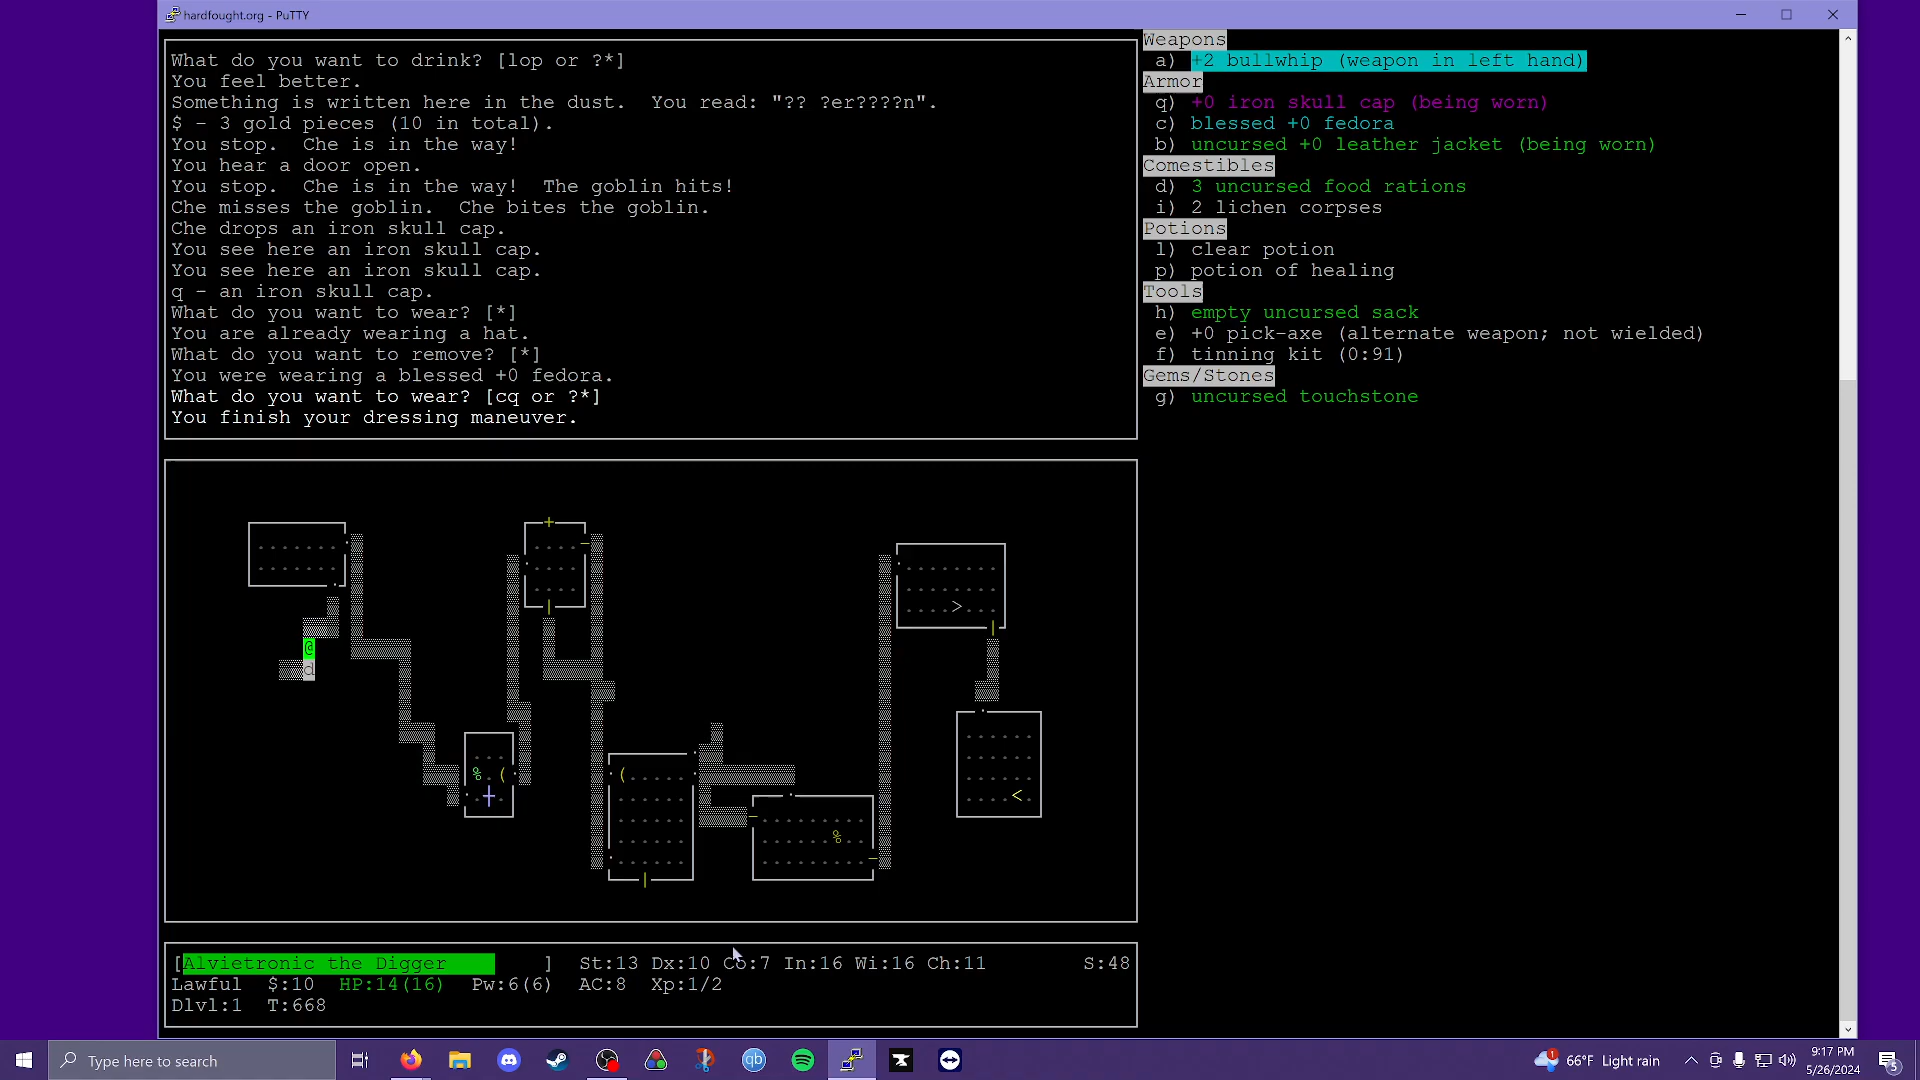 hardfought.org - PuTTY
What do you want to drink? [lop or ?*]
You feel better.
Something is written here in the dust.  You read: "?? ?er????n".
$ - 3 gold pieces (10 in total).
You stop.  Che is in the way!
You hear a door open.
You stop.  Che is in the way!  The goblin hits!
Che misses the goblin.  Che bites the goblin.
Che drops an iron skull cap.
You see here an iron skull cap.
You see here an iron skull cap.
q - an iron skull cap.
What do you want to wear? [*]
You are already wearing a hat.
What do you want to remove? [*]
You were wearing a blessed +0 fedora.
What do you want to wear? [cq or ?*]
You finish your dressing maneuver.
Weapons
a) +2 bullwhip (weapon in left hand)
Armor
q) +0 iron skull cap (being worn)
c) blessed +0 fedora
b) uncursed +0 leather jacket (being worn)
Comestibles
d) 3 uncursed food rations
i) 2 lichen corpses
Potions
l) clear potion
p) potion of healing
Tools
h) empty uncursed sack
e) +0 pick-axe (alternate weapon; not wielded)
f) tinning kit (0:91)
Gems/Stones
g) uncursed touchstone
@
d
[Alvietronic the Digger ] St:13 Dx:10 Co:7 In:16 Wi:16 Ch:11 S:48
Lawful $:10 HP:14(16) Pw:6(6) AC:8 Xp:1/2
Dlvl:1 T:668
Type here to search
66°F Light rain
9:17 PM
5/26/2024
5